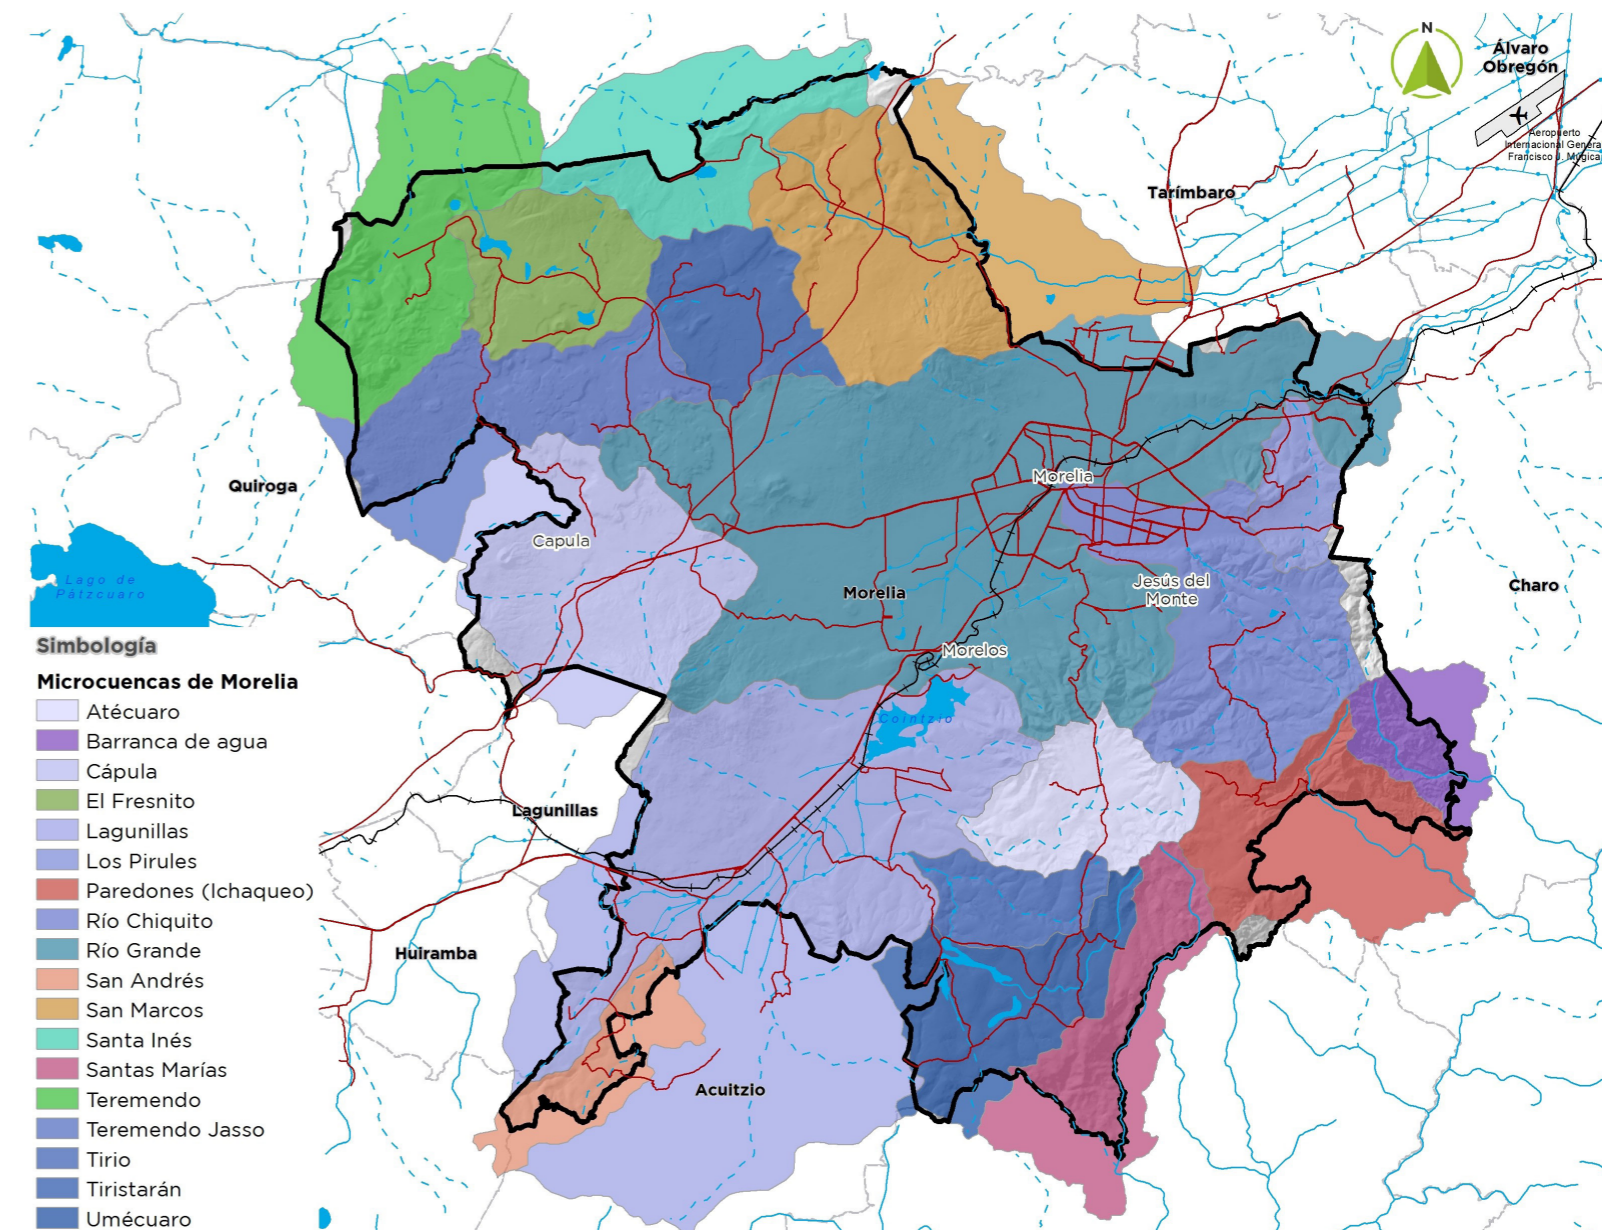 N
Álvaro
Obregón
Aeropuerto
Internacional Genera
Francisco J. Múgica
Tarímbaro
Quiroga
Morelia
Capula
Lago de
Pátzcuaro
Morelia
Jesús del
Monte
Charo
Morelos
Cointzio
Lagunillas
Huiramba
Acuitzio
Simbología
Microcuencas de Morelia
Atécuaro
Barranca de agua
Cápula
El Fresnito
Lagunillas
Los Pirules
Paredones (Ichaqueo)
Río Chiquito
Río Grande
San Andrés
San Marcos
Santa Inés
Santas Marías
Teremendo
Teremendo Jasso
Tirio
Tiristarán
Umécuaro